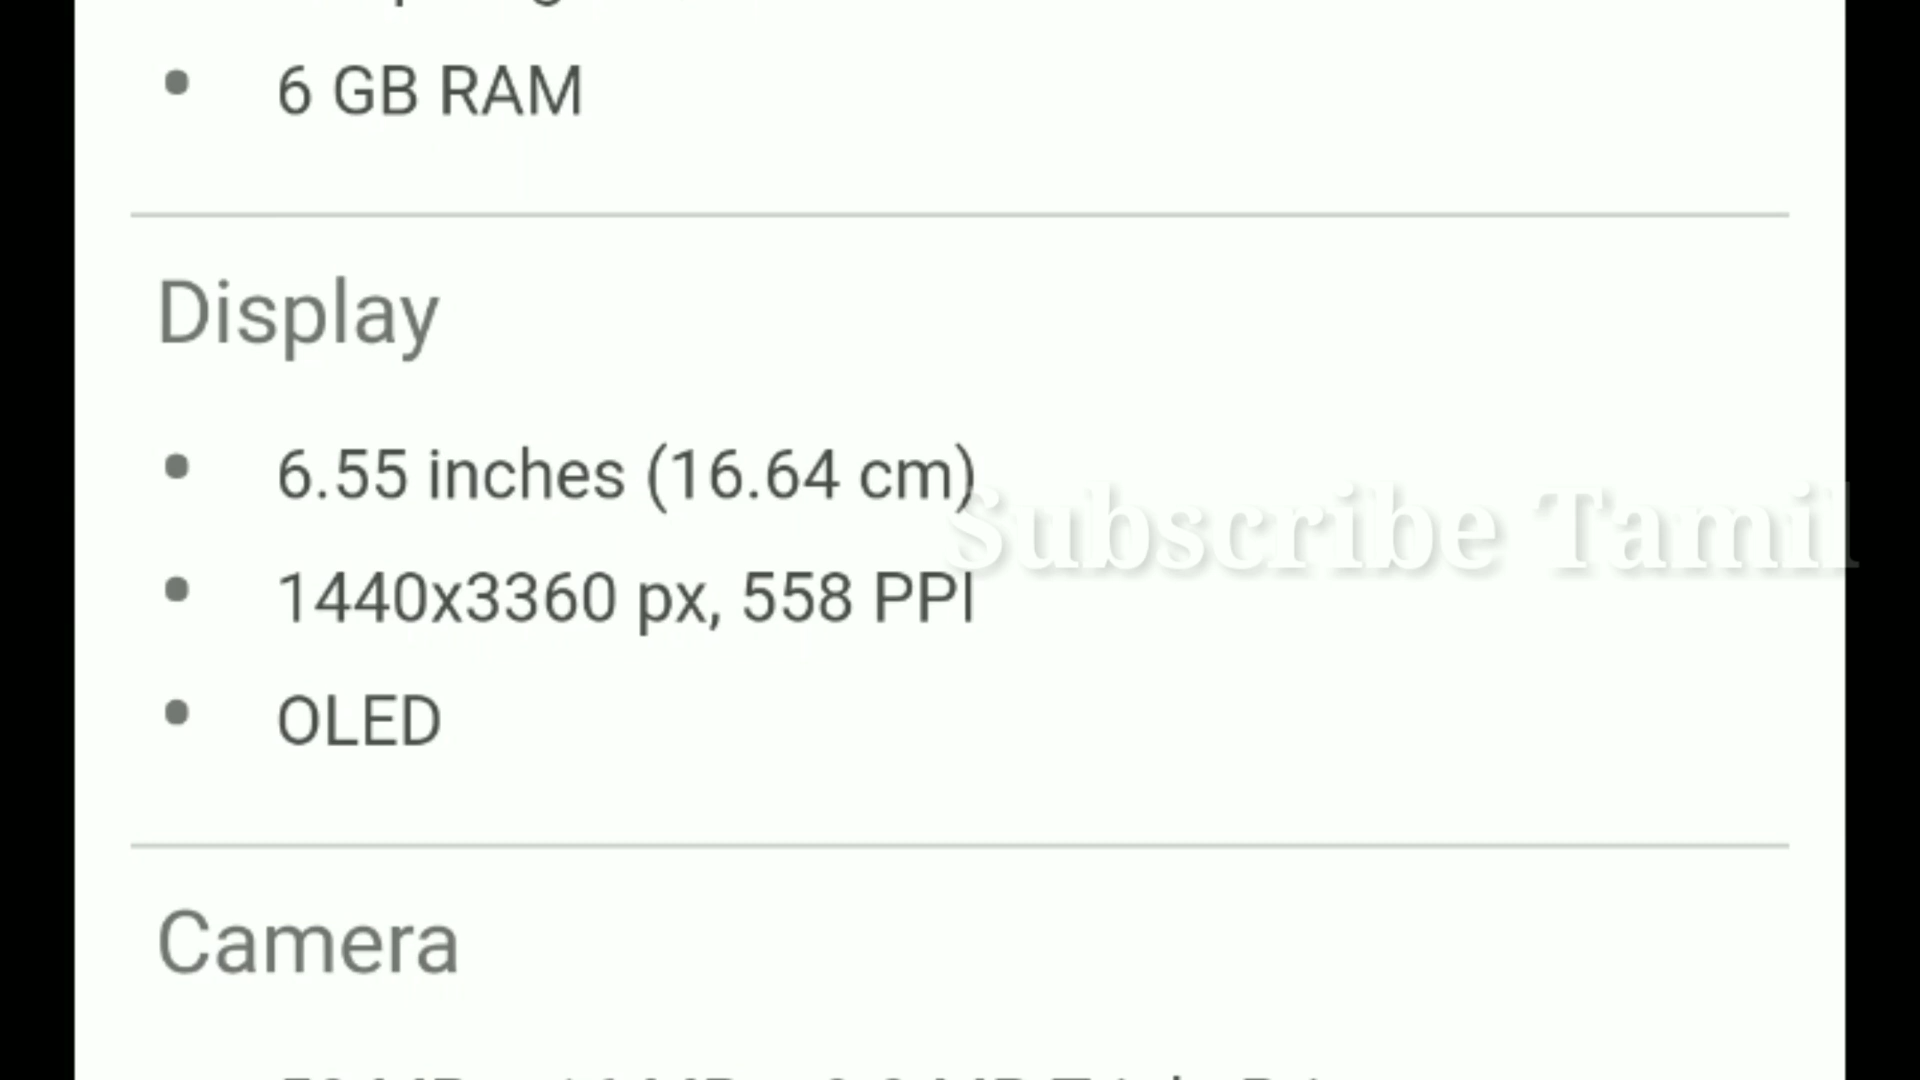 6 GB RAM
Display
6.55 inches (16.64 cm)
Subscribe Tamil
1440x3360 px, 558 PPI
OLED
Camera